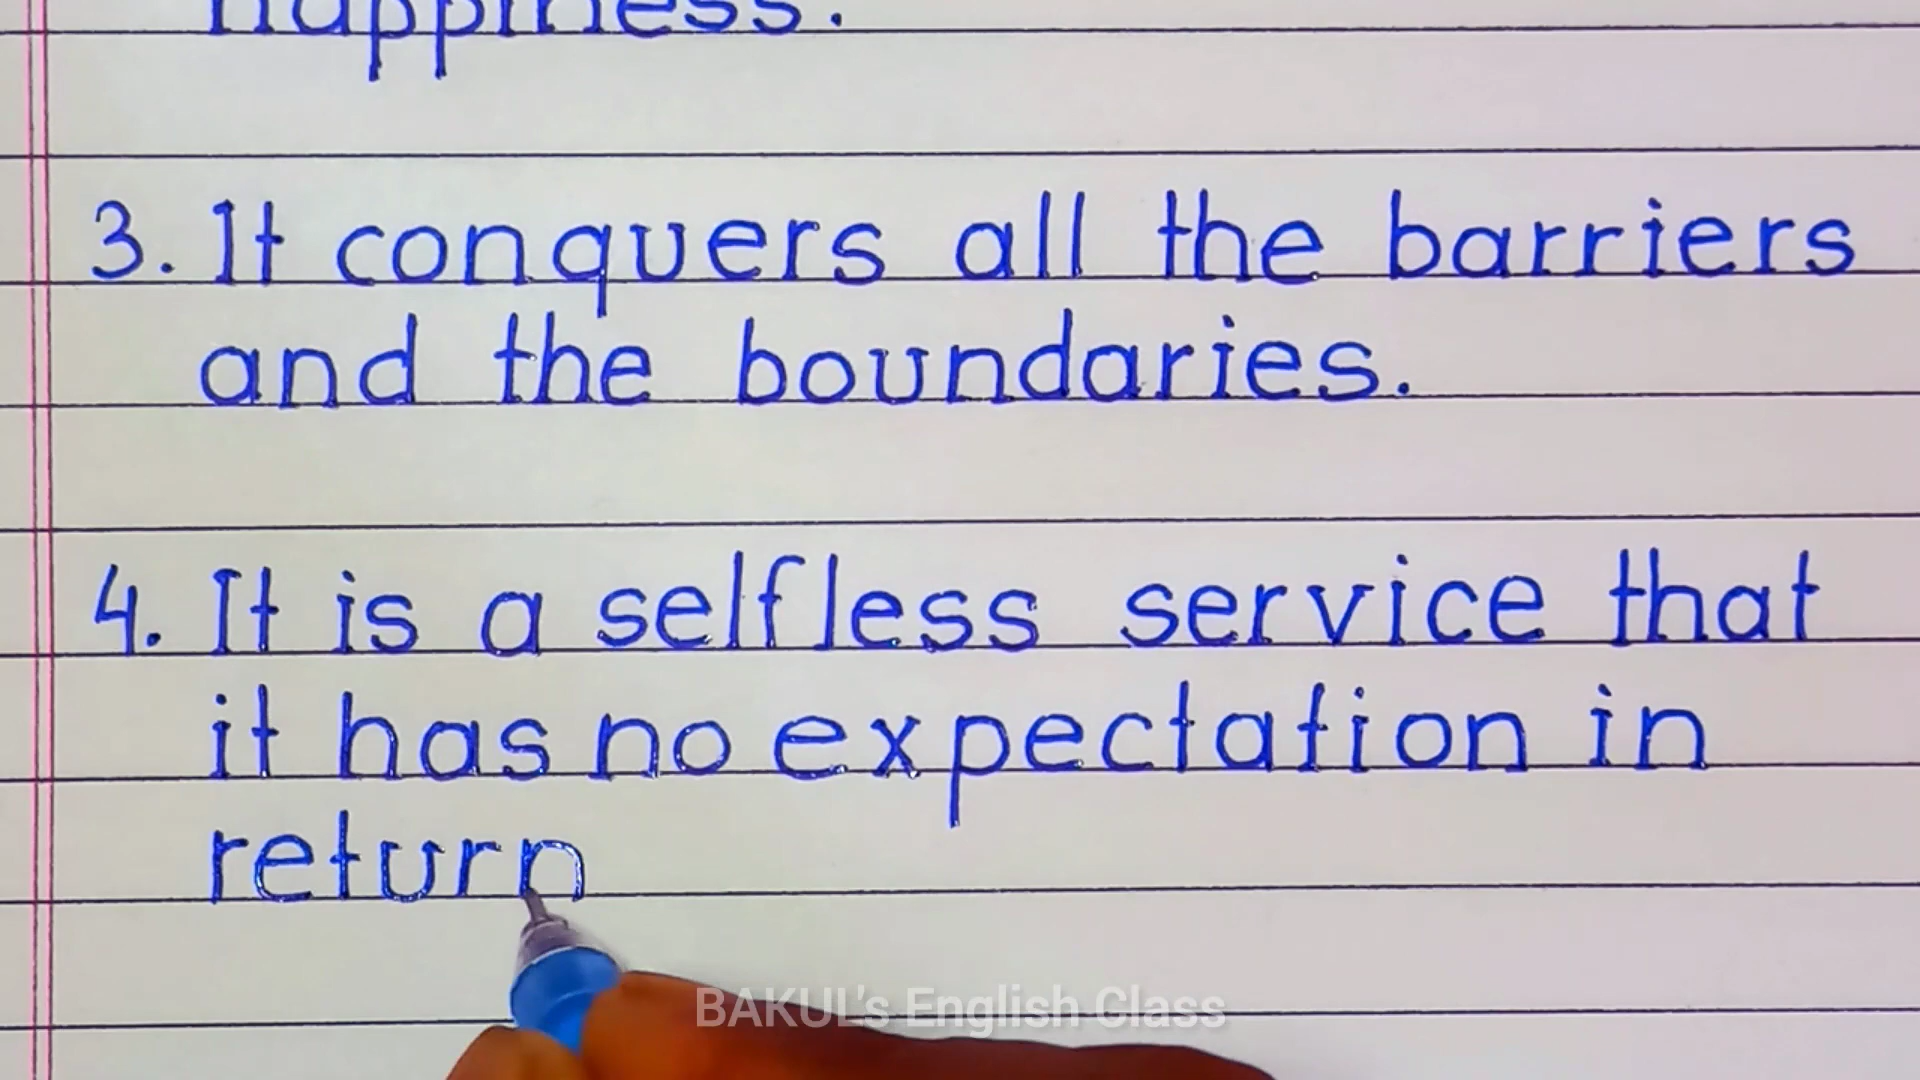 happiness.
3. It conquers all the barriers
and the boundaries.
4. It is a selfless service that
it has no expectation in
return
BAKUL's English Class